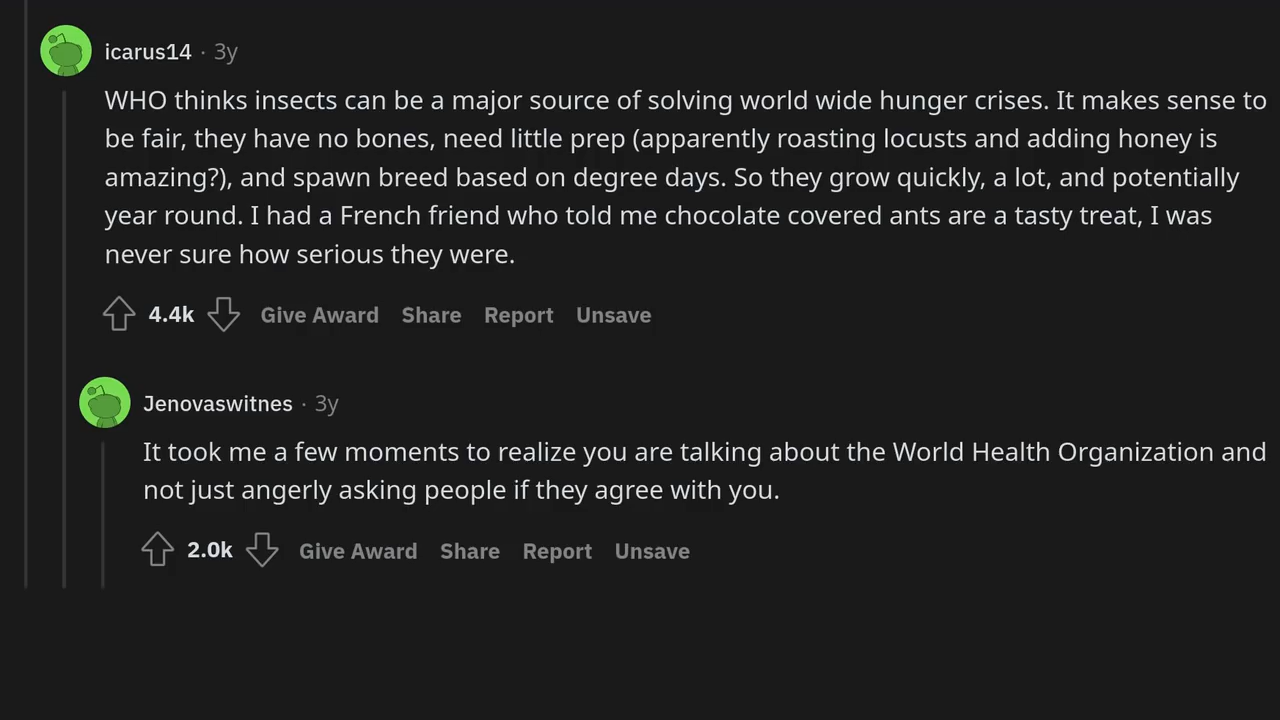 icarus14 · 3y
WHO thinks insects can be a major source of solving world wide hunger crises. It makes sense to
be fair, they have no bones, need little prep (apparently roasting locusts and adding honey is
amazing?), and spawn breed based on degree days. So they grow quickly, a lot, and potentially
year round. I had a French friend who told me chocolate covered ants are a tasty treat, I was
never sure how serious they were.
4.4k Give Award Share Report Unsave
Jenovaswitnes · 3y
It took me a few moments to realize you are talking about the World Health Organization and
not just angerly asking people if they agree with you.
2.0k Give Award Share Report Unsave